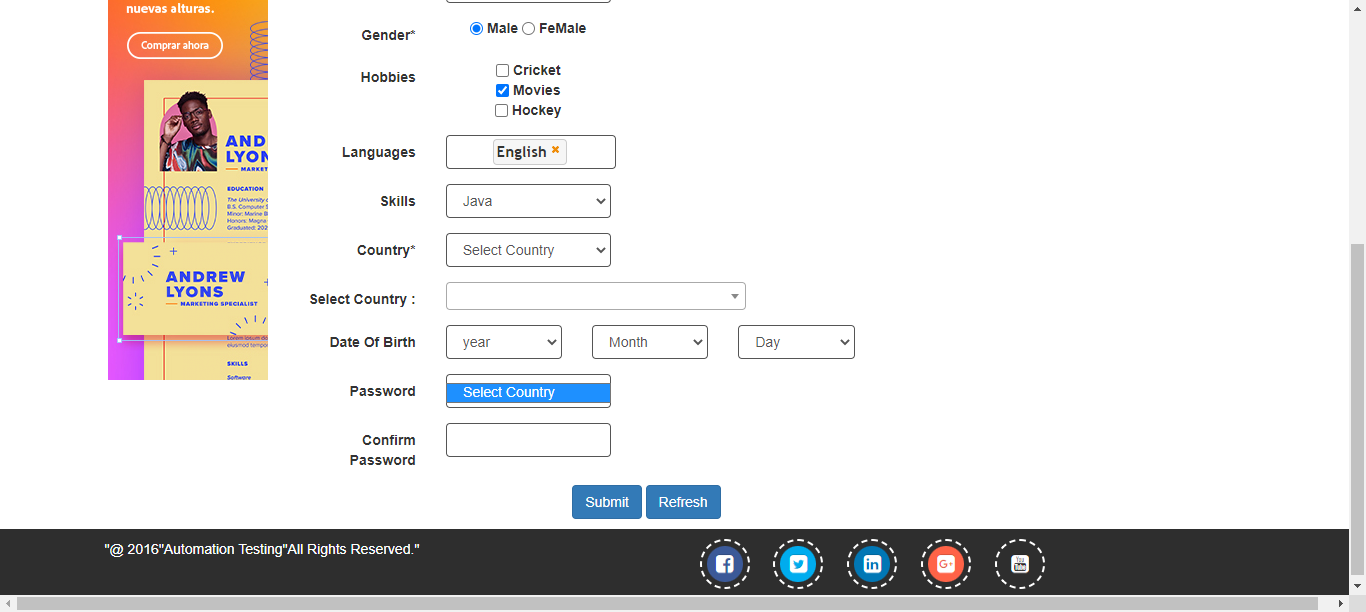 nuevas alturas.
Comprar ahora
AND
LYON
MARKET
EDUCATION
The University o
B.S. Computer S
Minor: Marine B
Honors: Magna
Graduated: 202
ANDREW
LYONS
MARKETING SPECIALIST
Lorem ipsum do
eiusmod tempo
SKILLS
Software
Gender* Male FeMale
Hobbies Cricket
Movies
Hockey
Languages English
Skills Java
Country* Select Country
Select Country :
Date Of Birth year Month Day
Password Select Country
Confirm
Password
Submit Refresh
"@ 2016"Automation Testing"All Rights Reserved."
f in G+ You Tube